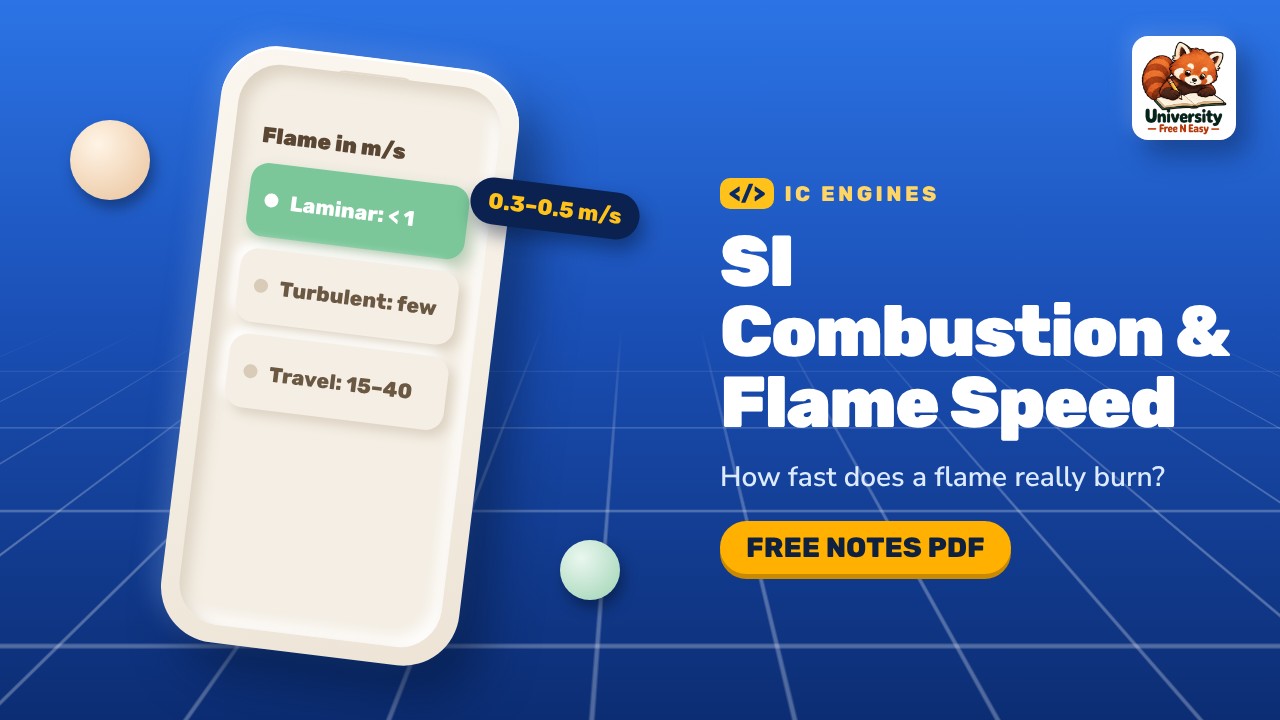 Flame in m/s
Laminar: < 1
0.3–0.5 m/s
Turbulent: few
Travel: 15–40
University
— Free N Easy —
</> IC ENGINES
SI
Combustion &
Flame Speed
How fast does a flame really burn?
FREE NOTES PDF